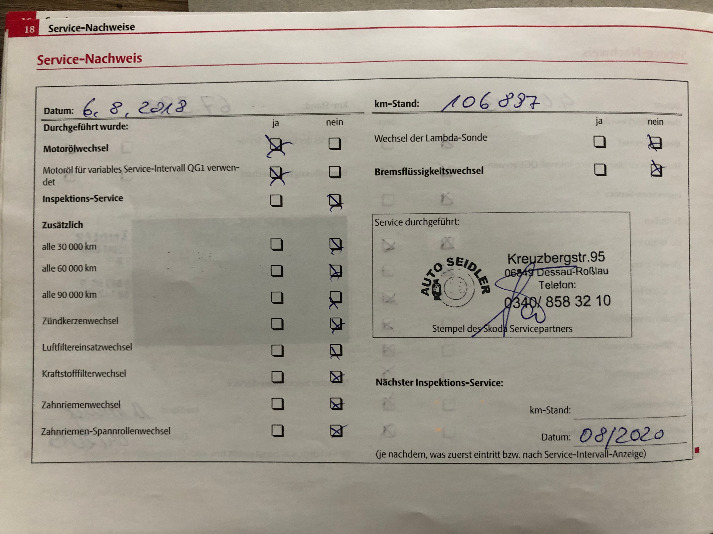 18 Service-Nachweise
Service-Nachweis
Datum: 6. 8. 2018
km-Stand: 106 897
Durchgeführt wurde:
ja nein
Motorölwechsel
Motoröl für variables Service-Intervall QG1 verwen-
det
Inspektions-Service
Zusätzlich
alle 30 000 km
alle 60 000 km
alle 90 000 km
Zündkerzenwechsel
Luftfiltereinsatzwechsel
Kraftstofffilterwechsel
Zahnriemenwechsel
Zahnriemen-Spannrollenwechsel
ja nein
Wechsel der Lambda-Sonde
Bremsflüssigkeitswechsel
Service durchgeführt:
AUTO SEIDLER
Kreuzbergstr.95
06849 Dessau-Roßlau
Telefon:
0340/ 858 32 10
Stempel des Skoda Servicepartners
Nächster Inspektions-Service:
km-Stand:
Datum: 08/2020
(je nachdem, was zuerst eintritt bzw. nach Service-Intervall-Anzeige)